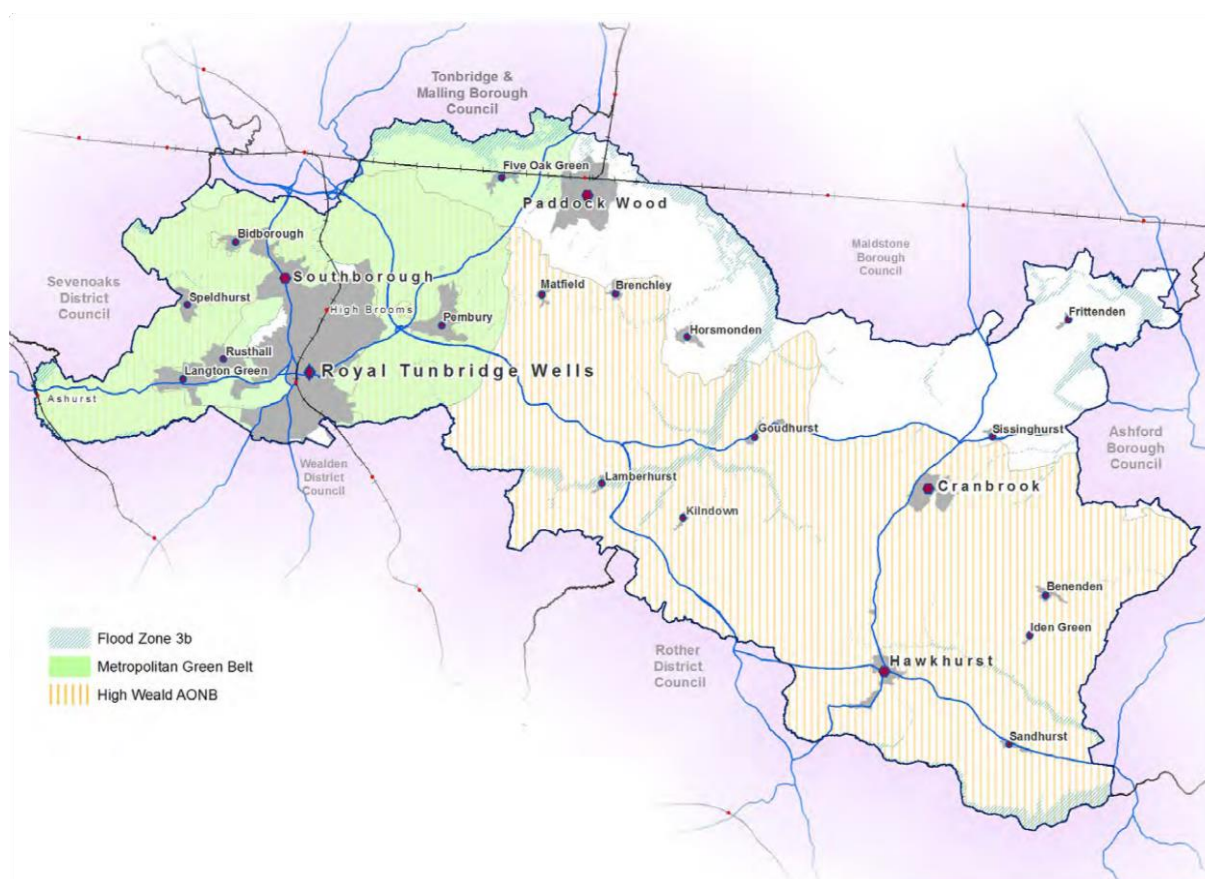 Tonbridge &
Malling Borough
Council
Five Oak Green
Paddock Wood
Bidborough
Maidstone
Borough
Council
Sevenoaks
District
Council
Southborough
Speldhurst
High Brooms
Pembury
Matfield
Brenchley
Horsmonden
Frittenden
Rusthall
Langton Green
Royal Tunbridge Wells
Ashurst
Goudhurst
Sissinghurst
Ashford
Borough
Council
Wealden
District
Council
Lamberhurst
Cranbrook
Kilndown
Benenden
Iden Green
Flood Zone 3b
Metropolitan Green Belt
High Weald AONB
Rother
District
Council
Hawkhurst
Sandhurst